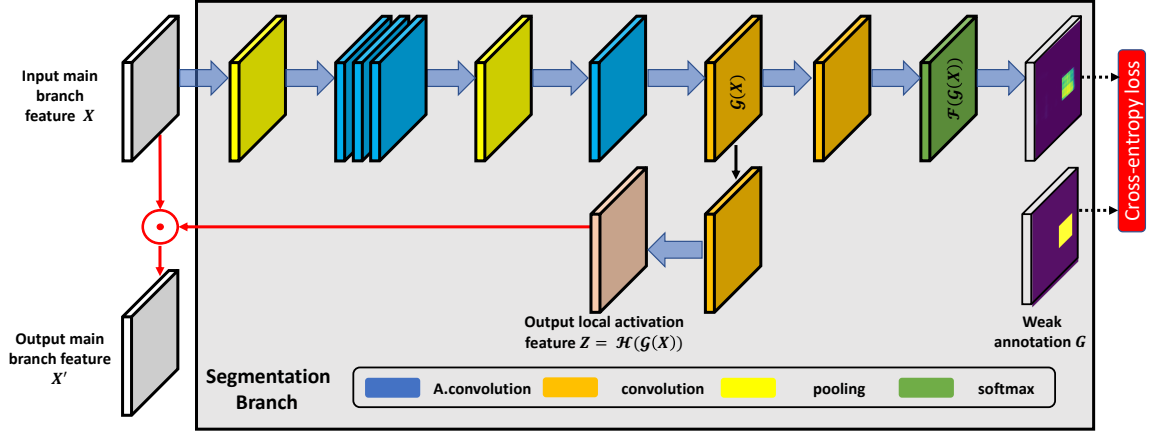 Input main
branch
feature X
𝒢(X)
ℱ(𝒢(X))
Cross-entropy loss
Output main
branch feature
X′
Output local activation
feature Z = ℋ(𝒢(X))
Weak
annotation G
Segmentation
Branch
A.convolution
convolution
pooling
softmax